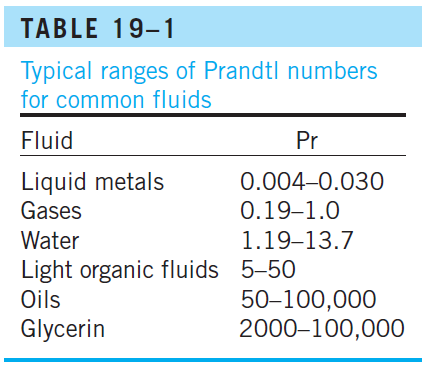 TABLE 19–1
Typical ranges of Prandtl numbers
for common fluids
Fluid Pr
Liquid metals 0.004–0.030
Gases 0.19–1.0
Water 1.19–13.7
Light organic fluids 5–50
Oils 50–100,000
Glycerin 2000–100,000